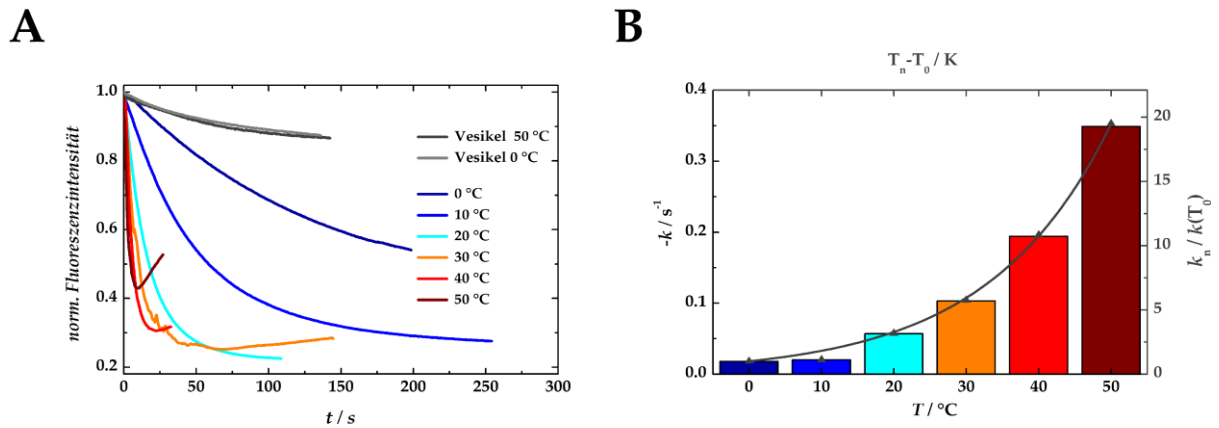 A
norm. Fluoreszenzintensität
1.0
0.8
0.6
0.4
0.2
0 50 100 150 200 250 300
t / s
Vesikel 50 °C
Vesikel 0 °C
0 °C
10 °C
20 °C
30 °C
40 °C
50 °C
B
Tn-T0 / K
-k / s-1
0.4
0.3
0.2
0.1
0.0
0 10 20 30 40 50
T / °C
20
15
10
5
0
kn / k(T0)